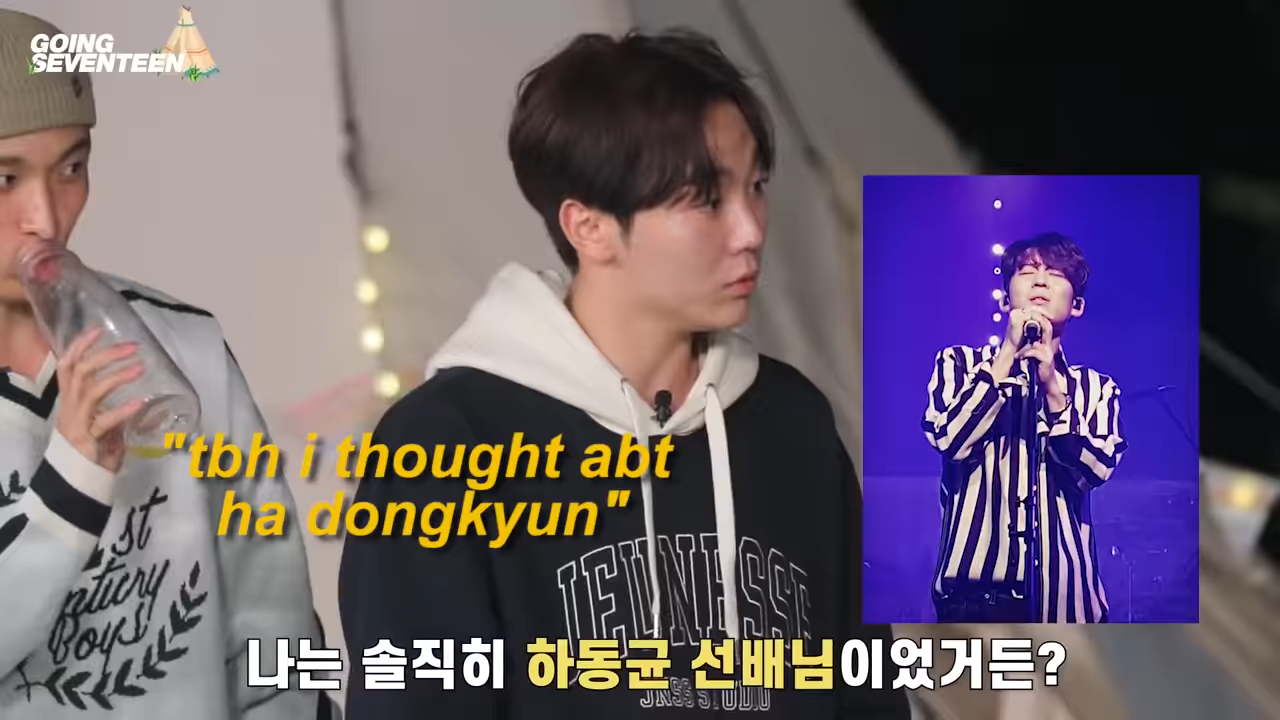 GOING
SEVENTEEN
"tbh i thought abt
ha dongkyun"
JEUNESSE
나는 솔직히 하동균 선배님이었거든?
JNSS STUDIO
Boys